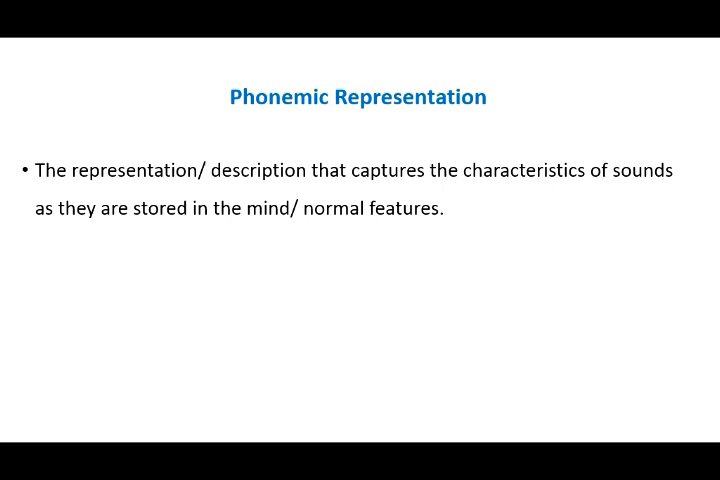 Phonemic Representation
• The representation/ description that captures the characteristics of sounds
as they are stored in the mind/ normal features.